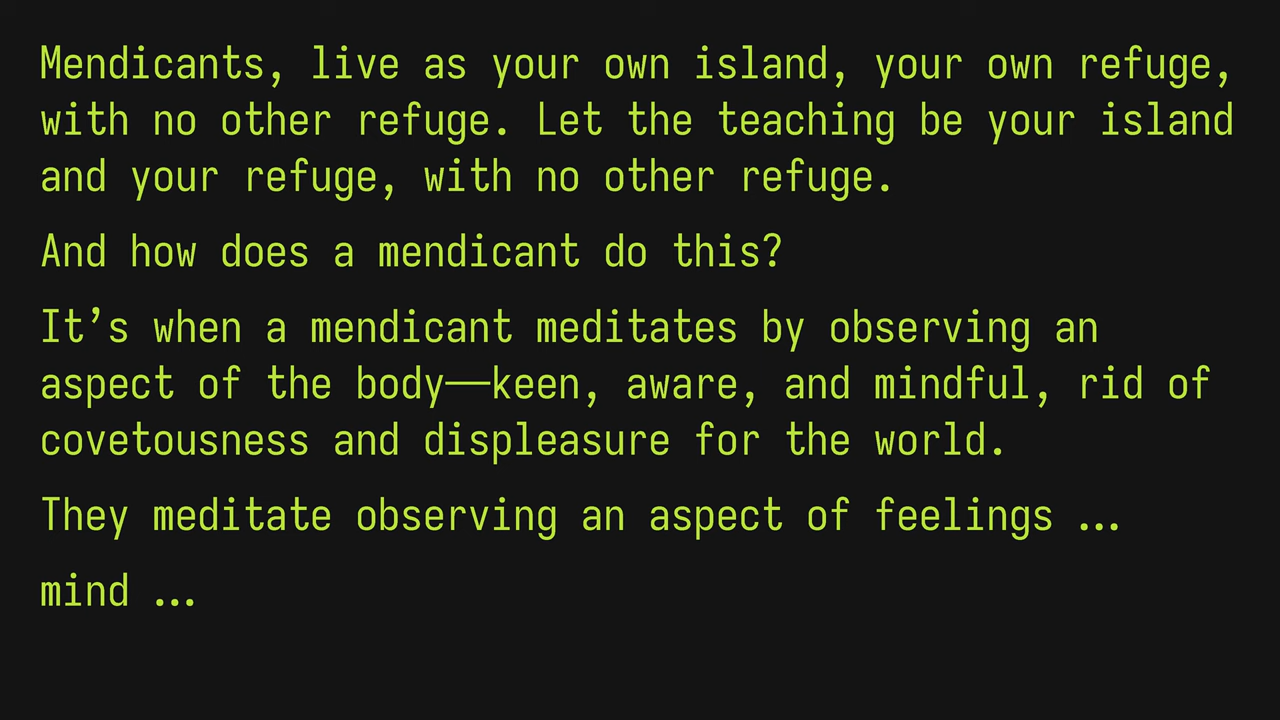 Mendicants, live as your own island, your own refuge,
with no other refuge. Let the teaching be your island
and your refuge, with no other refuge.
And how does a mendicant do this?
It’s when a mendicant meditates by observing an
aspect of the body—keen, aware, and mindful, rid of
covetousness and displeasure for the world.
They meditate observing an aspect of feelings …
mind …